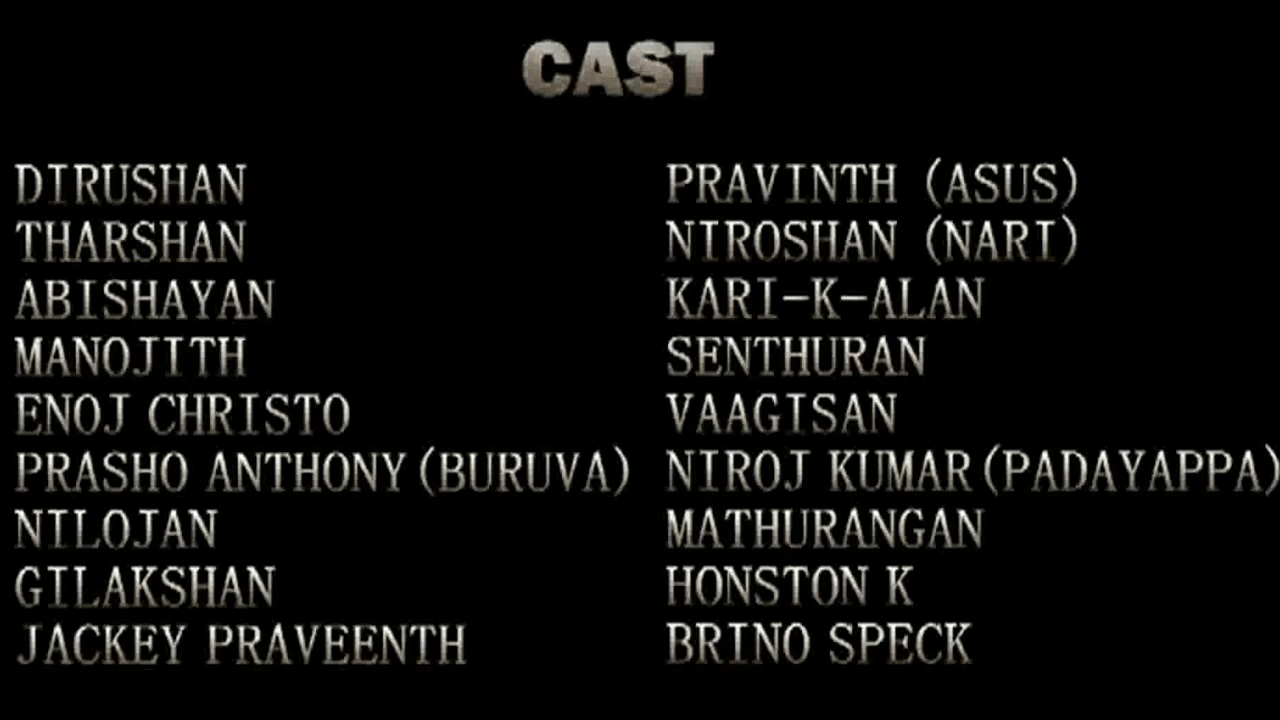 CAST
DIRUSHAN
THARSHAN
ABISHAYAN
MANOJITH
ENOJ CHRISTO
PRASHO ANTHONY(BURUVA)
NILOJAN
GILAKSHAN
JACKEY PRAVEENTH
PRAVINTH (ASUS)
NIROSHAN (NARI)
KARI-K-ALAN
SENTHURAN
VAAGISAN
NIROJ KUMAR(PADAYAPPA)
MATHURANGAN
HONSTON K
BRINO SPECK